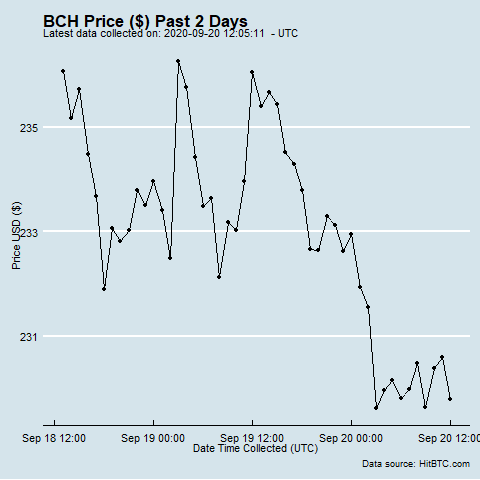 BCH Price ($) Past 2 Days
Latest data collected on: 2020-09-20 12:05:11  - UTC
235
233
231
Price USD ($)
Sep 18 12:00 Sep 19 00:00 Sep 19 12:00 Sep 20 00:00 Sep 20 12:00
Date Time Collected (UTC)
Data source: HitBTC.com